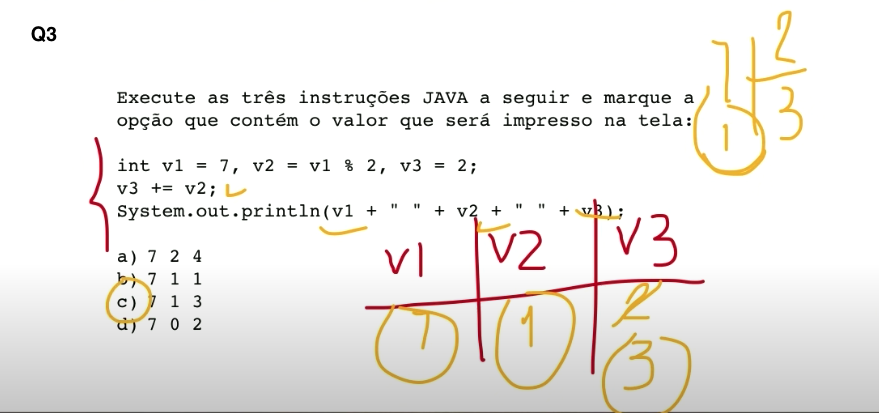 Q3
Execute as três instruções JAVA a seguir e marque a
opção que contém o valor que será impresso na tela:
int v1 = 7, v2 = v1 % 2, v3 = 2;
v3 += v2;
System.out.println(v1 + " " + v2 + " " + v3);
a) 7 2 4
b) 7 1 1
c) 7 1 3
d) 7 0 2
7 2
1 3
v1 v2 v3
7 1 2
3